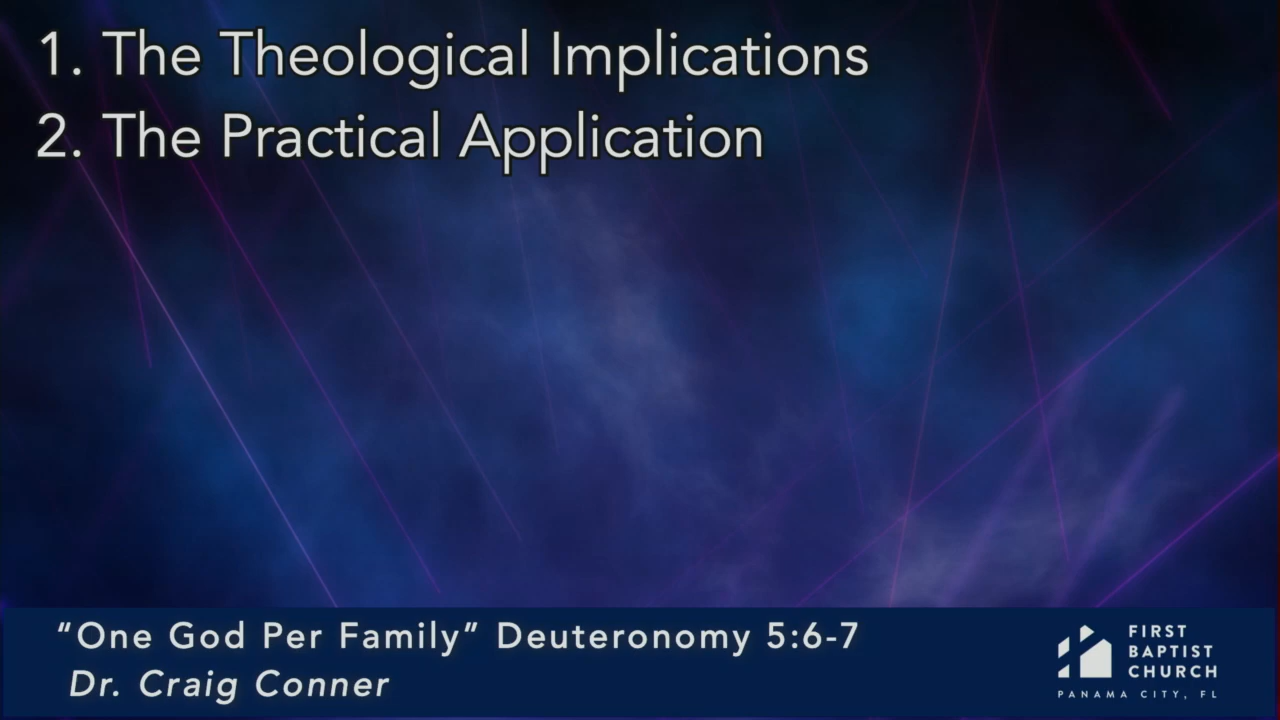 1. The Theological Implications
2. The Practical Application
“One God Per Family” Deuteronomy 5:6-7
Dr. Craig Conner
FIRST
BAPTIST
CHURCH
PANAMA CITY, FL